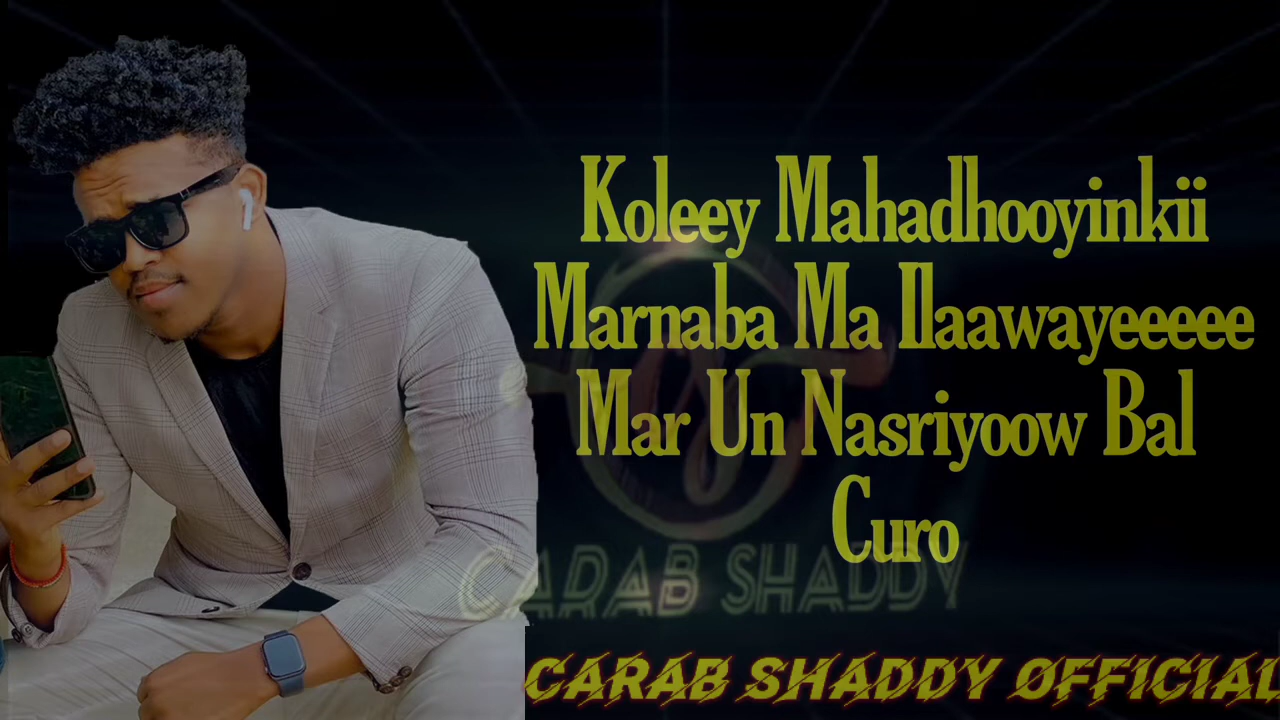 Koleey Mahadhooyinkii
Marnaba Ma Ilaawayeeeee
Mar Un Nasriyoow Bal
Curo
CARAB SHADDY
CARAB SHADDY OFFICIAL